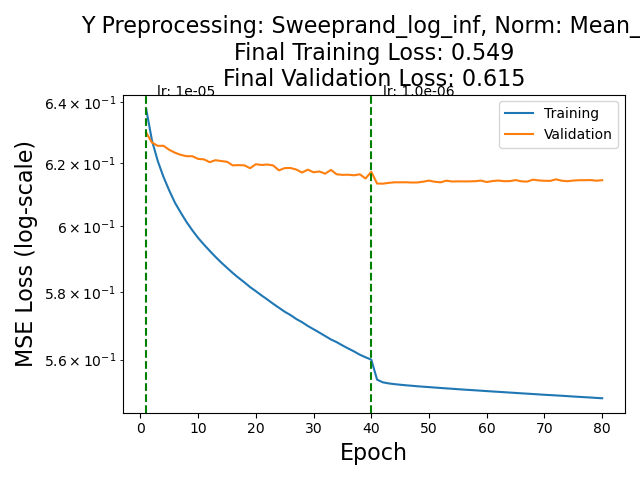 Y Preprocessing: Sweeprand_log_inf, Norm: Mean_
Final Training Loss: 0.549
Final Validation Loss: 0.615
lr: 1e-05
lr: 1.0e-06
Training
Validation
MSE Loss (log-scale)
6.4 × 10⁻¹
6.2 × 10⁻¹
6 × 10⁻¹
5.8 × 10⁻¹
5.6 × 10⁻¹
0 10 20 30 40 50 60 70 80
Epoch